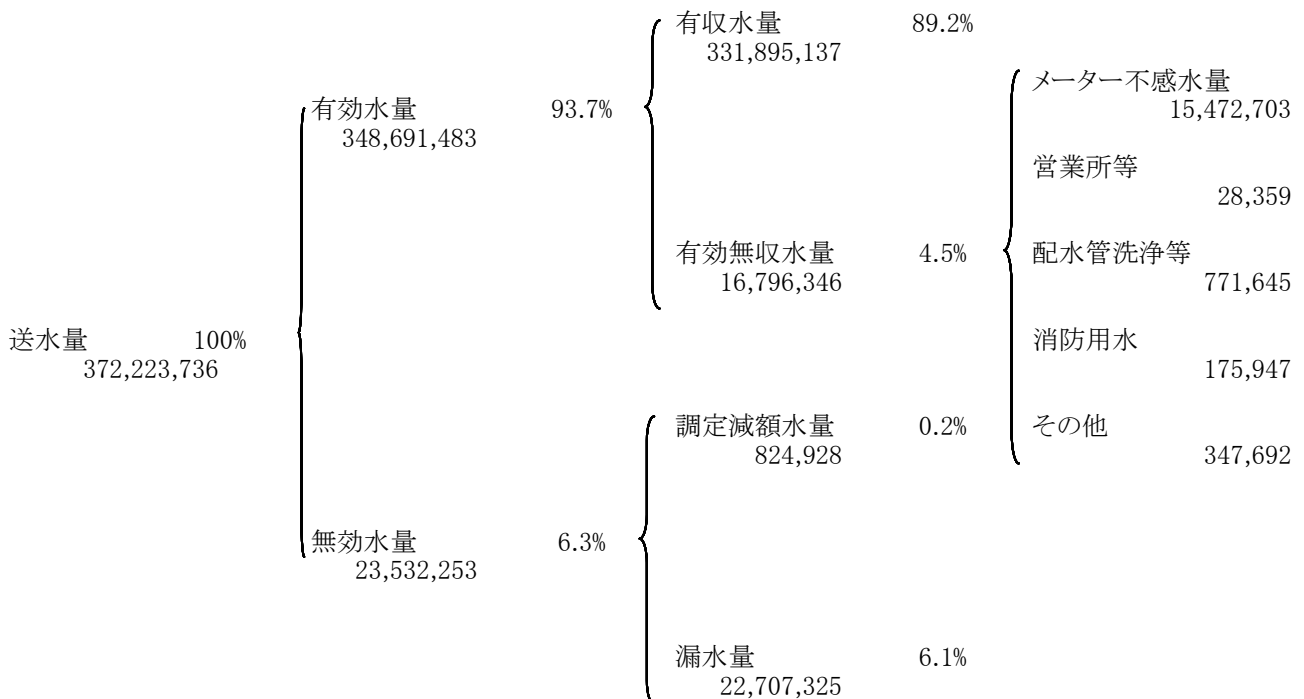 有収水量 89.2%
331,895,137
メーター不感水量
有効水量 93.7%
15,472,703
348,691,483
営業所等
28,359
有効無収水量 4.5%
配水管洗浄等
16,796,346
771,645
送水量 100%
消防用水
372,223,736
175,947
調定減額水量 0.2%
その他
824,928
347,692
無効水量 6.3%
23,532,253
漏水量 6.1%
22,707,325